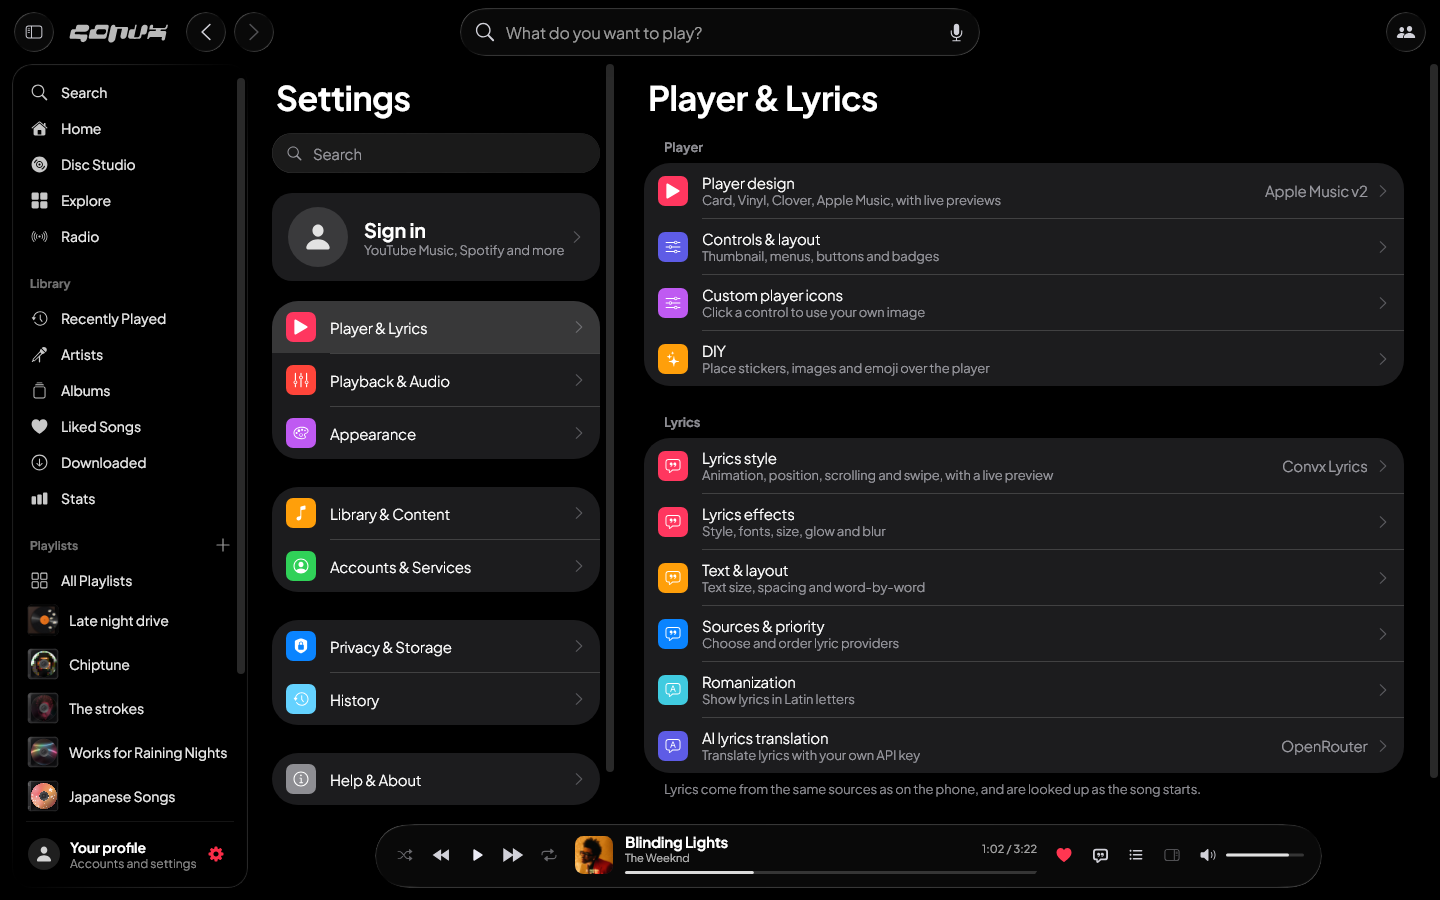 What do you want to play?
Search
Home
Disc Studio
Explore
Radio
Library
Recently Played
Artists
Albums
Liked Songs
Downloaded
Stats
Playlists
All Playlists
Late night drive
Chiptune
The strokes
Works for Raining Nights
Japanese Songs
Your profile
Accounts and settings
Settings
Search
Sign in
YouTube Music, Spotify and more
Player & Lyrics
Playback & Audio
Appearance
Library & Content
Accounts & Services
Privacy & Storage
History
Help & About
Player & Lyrics
Player
Player design
Apple Music v2
Card, Vinyl, Clover, Apple Music, with live previews
Controls & layout
Thumbnail, menus, buttons and badges
Custom player icons
Click a control to use your own image
DIY
Place stickers, images and emoji over the player
Lyrics
Lyrics style
Convx Lyrics
Animation, position, scrolling and swipe, with a live preview
Lyrics effects
Style, fonts, size, glow and blur
Text & layout
Text size, spacing and word-by-word
Sources & priority
Choose and order lyric providers
Romanization
Show lyrics in Latin letters
AI lyrics translation
OpenRouter
Translate lyrics with your own API key
Lyrics come from the same sources as on the phone, and are looked up as the song starts.
Blinding Lights
The Weeknd
1:02 / 3:22